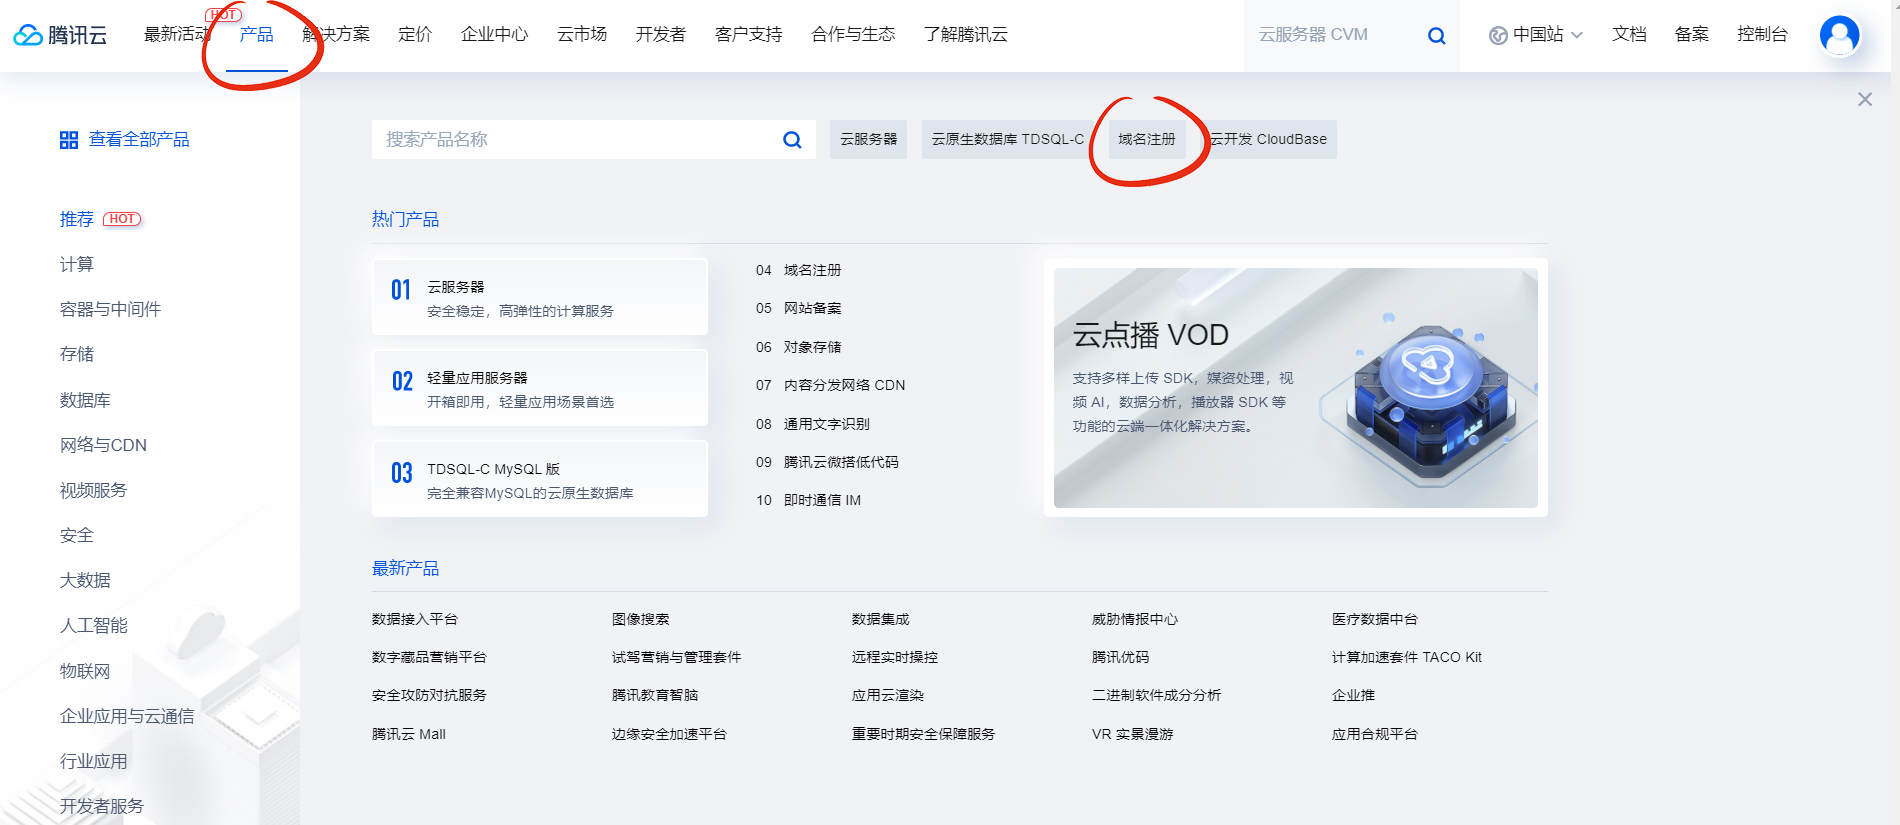 腾讯云 最新活动 HOT 产品 解决方案 定价 企业中心 云市场 开发者 客户支持 合作与生态 了解腾讯云 云服务器 CVM 中国站 文档 备案 控制台
查看全部产品
推荐 HOT
计算
容器与中间件
存储
数据库
网络与CDN
视频服务
安全
大数据
人工智能
物联网
企业应用与云通信
行业应用
开发者服务
搜索产品名称 云服务器 云原生数据库 TDSQL-C 域名注册 云开发 CloudBase
热门产品
01 云服务器
安全稳定，高弹性的计算服务
02 轻量应用服务器
开箱即用，轻量应用场景首选
03 TDSQL-C MySQL 版
完全兼容MySQL的云原生数据库
04 域名注册
05 网站备案
06 对象存储
07 内容分发网络 CDN
08 通用文字识别
09 腾讯云微搭低代码
10 即时通信 IM
云点播 VOD
支持多样上传 SDK，媒资处理，视
频 AI，数据分析，播放器 SDK 等
功能的云端一体化解决方案。
最新产品
数据接入平台 图像搜索 数据集成 威胁情报中心 医疗数据中台
数字藏品营销平台 试驾营销与管理套件 远程实时操控 腾讯优码 计算加速套件 TACO Kit
安全攻防对抗服务 腾讯教育智脑 应用云渲染 二进制软件成分分析 企业推
腾讯云 Mall 边缘安全加速平台 重要时期安全保障服务 VR 实景漫游 应用合规平台